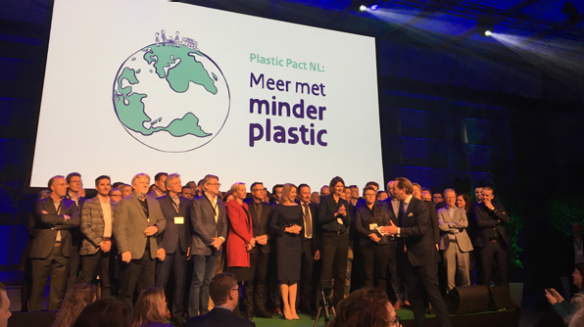 Plastic Pact NL:
Meer met
minder
plastic